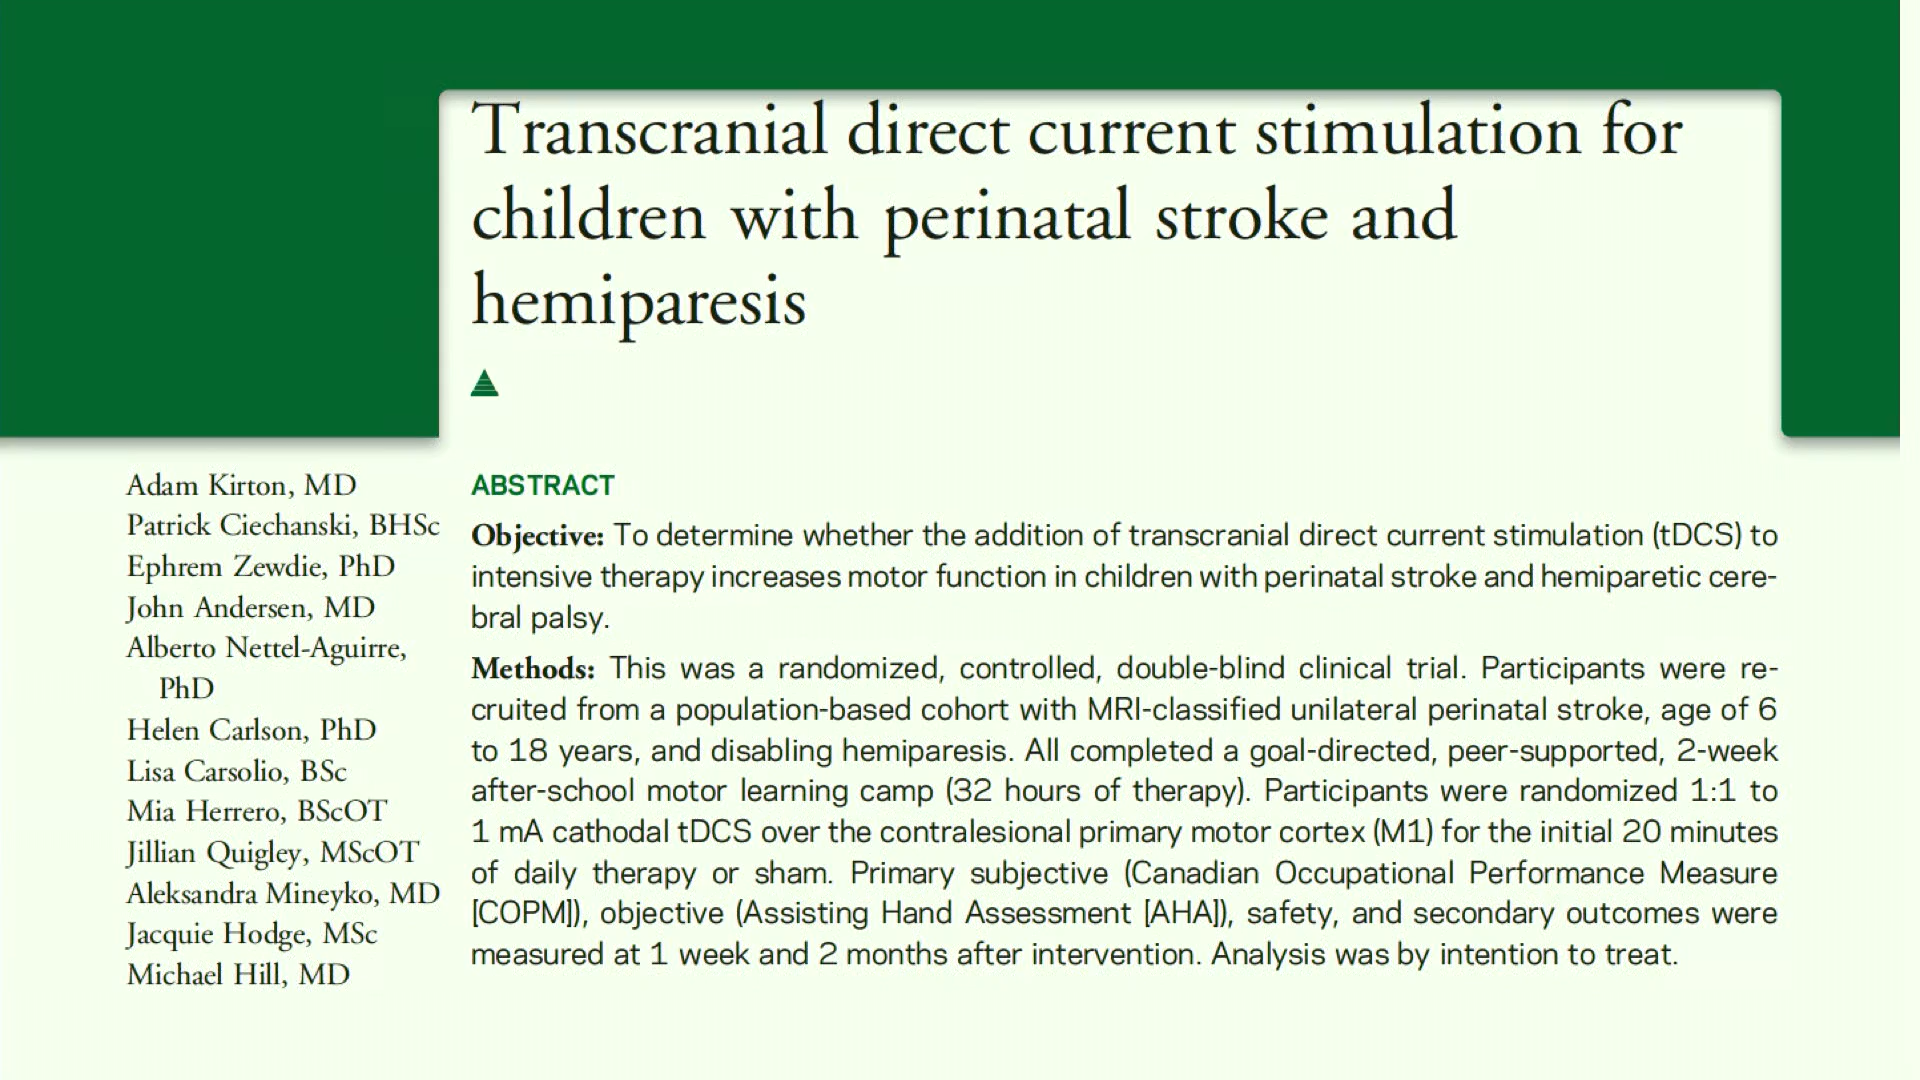 Transcranial direct current stimulation for
children with perinatal stroke and
hemiparesis
Adam Kirton, MD
Patrick Ciechanski, BHSc
Ephrem Zewdie, PhD
John Andersen, MD
Alberto Nettel-Aguirre,
PhD
Helen Carlson, PhD
Lisa Carsolio, BSc
Mia Herrero, BScOT
Jillian Quigley, MScOT
Aleksandra Mineyko, MD
Jacquie Hodge, MSc
Michael Hill, MD
ABSTRACT
Objective: To determine whether the addition of transcranial direct current stimulation (tDCS) to
intensive therapy increases motor function in children with perinatal stroke and hemiparetic cere-
bral palsy.
Methods: This was a randomized, controlled, double-blind clinical trial. Participants were re-
cruited from a population-based cohort with MRI-classified unilateral perinatal stroke, age of 6
to 18 years, and disabling hemiparesis. All completed a goal-directed, peer-supported, 2-week
after-school motor learning camp (32 hours of therapy). Participants were randomized 1:1 to
1 mA cathodal tDCS over the contralesional primary motor cortex (M1) for the initial 20 minutes
of daily therapy or sham. Primary subjective (Canadian Occupational Performance Measure
[COPM]), objective (Assisting Hand Assessment [AHA]), safety, and secondary outcomes were
measured at 1 week and 2 months after intervention. Analysis was by intention to treat.